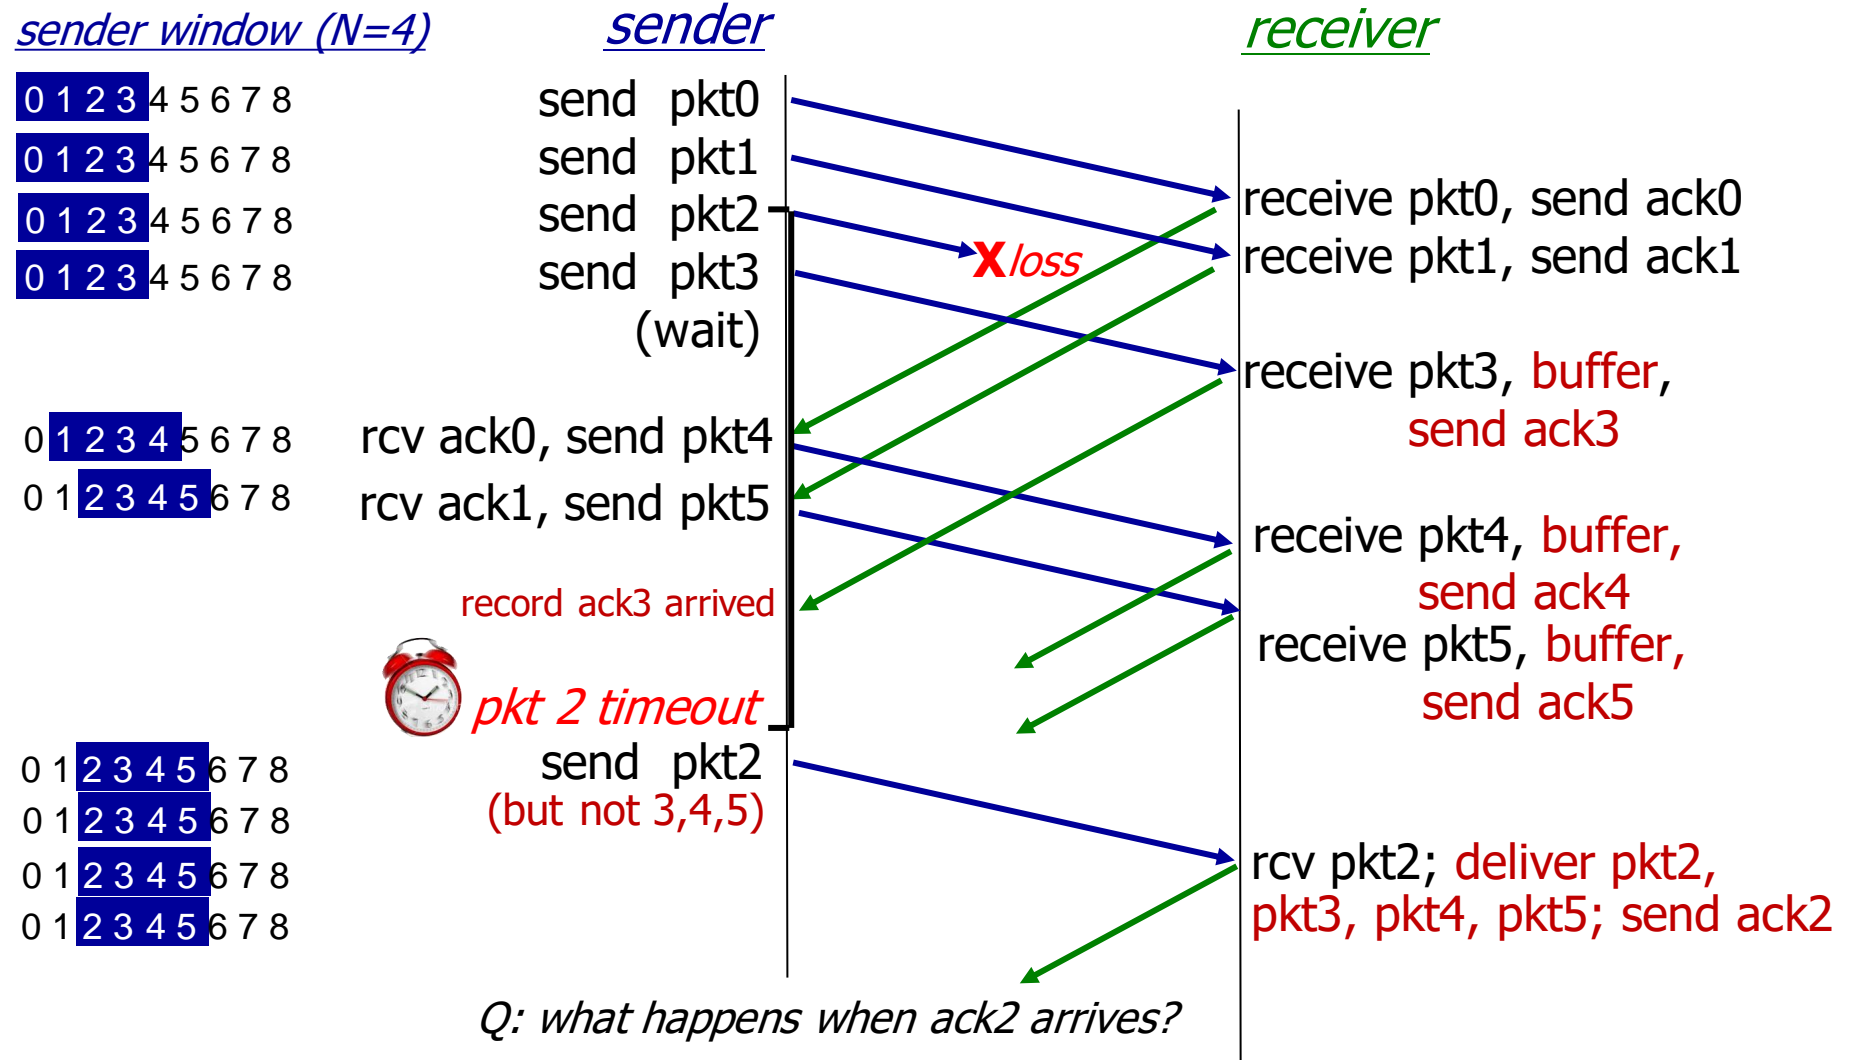 sender window (N=4)
sender
receiver
0 1 2 3 4 5 6 7 8
send pkt0
0 1 2 3 4 5 6 7 8
send pkt1
0 1 2 3 4 5 6 7 8
send pkt2
0 1 2 3 4 5 6 7 8
send pkt3
(wait)
X loss
receive pkt0, send ack0
receive pkt1, send ack1
receive pkt3, buffer,
send ack3
0 1 2 3 4 5 6 7 8
rcv ack0, send pkt4
0 1 2 3 4 5 6 7 8
rcv ack1, send pkt5
receive pkt4, buffer,
send ack4
record ack3 arrived
receive pkt5, buffer,
send ack5
pkt 2 timeout
0 1 2 3 4 5 6 7 8
send pkt2
0 1 2 3 4 5 6 7 8
(but not 3,4,5)
0 1 2 3 4 5 6 7 8
0 1 2 3 4 5 6 7 8
rcv pkt2; deliver pkt2,
pkt3, pkt4, pkt5; send ack2
Q: what happens when ack2 arrives?